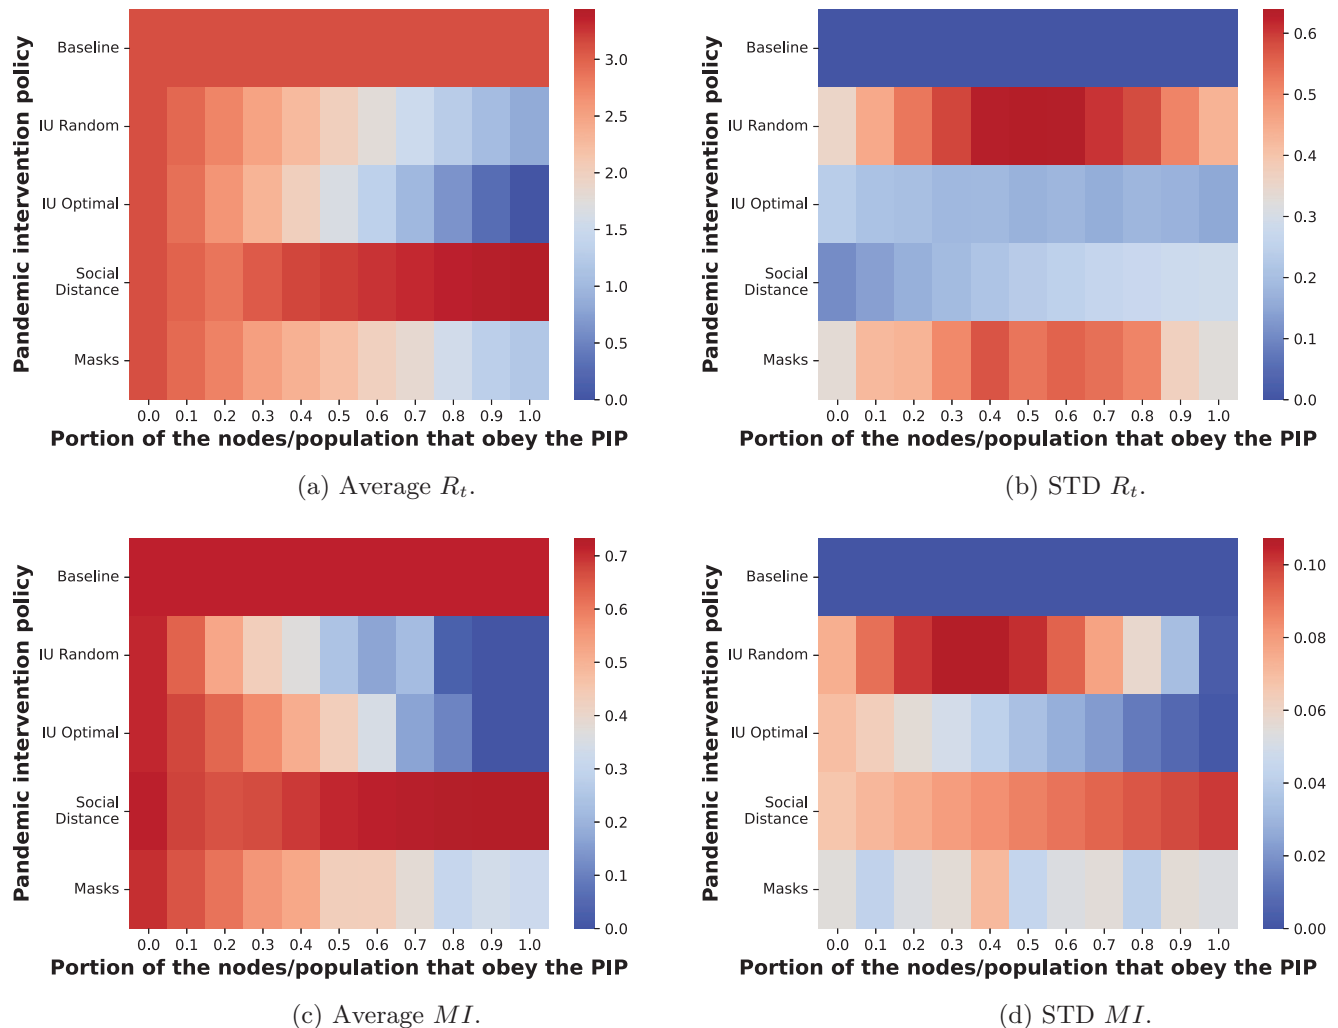 Pandemic intervention policy
Baseline
IU Random
IU Optimal
Social
Distance
Masks
0.0 0.1 0.2 0.3 0.4 0.5 0.6 0.7 0.8 0.9 1.0
Portion of the nodes/population that obey the PIP
3.0
2.5
2.0
1.5
1.0
0.5
0.0
(a) Average Rt.
Pandemic intervention policy
Baseline
IU Random
IU Optimal
Social
Distance
Masks
0.0 0.1 0.2 0.3 0.4 0.5 0.6 0.7 0.8 0.9 1.0
Portion of the nodes/population that obey the PIP
0.6
0.5
0.4
0.3
0.2
0.1
0.0
(b) STD Rt.
Pandemic intervention policy
Baseline
IU Random
IU Optimal
Social
Distance
Masks
0.0 0.1 0.2 0.3 0.4 0.5 0.6 0.7 0.8 0.9 1.0
Portion of the nodes/population that obey the PIP
0.7
0.6
0.5
0.4
0.3
0.2
0.1
0.0
(c) Average MI.
Pandemic intervention policy
Baseline
IU Random
IU Optimal
Social
Distance
Masks
0.0 0.1 0.2 0.3 0.4 0.5 0.6 0.7 0.8 0.9 1.0
Portion of the nodes/population that obey the PIP
0.10
0.08
0.06
0.04
0.02
0.00
(d) STD MI.